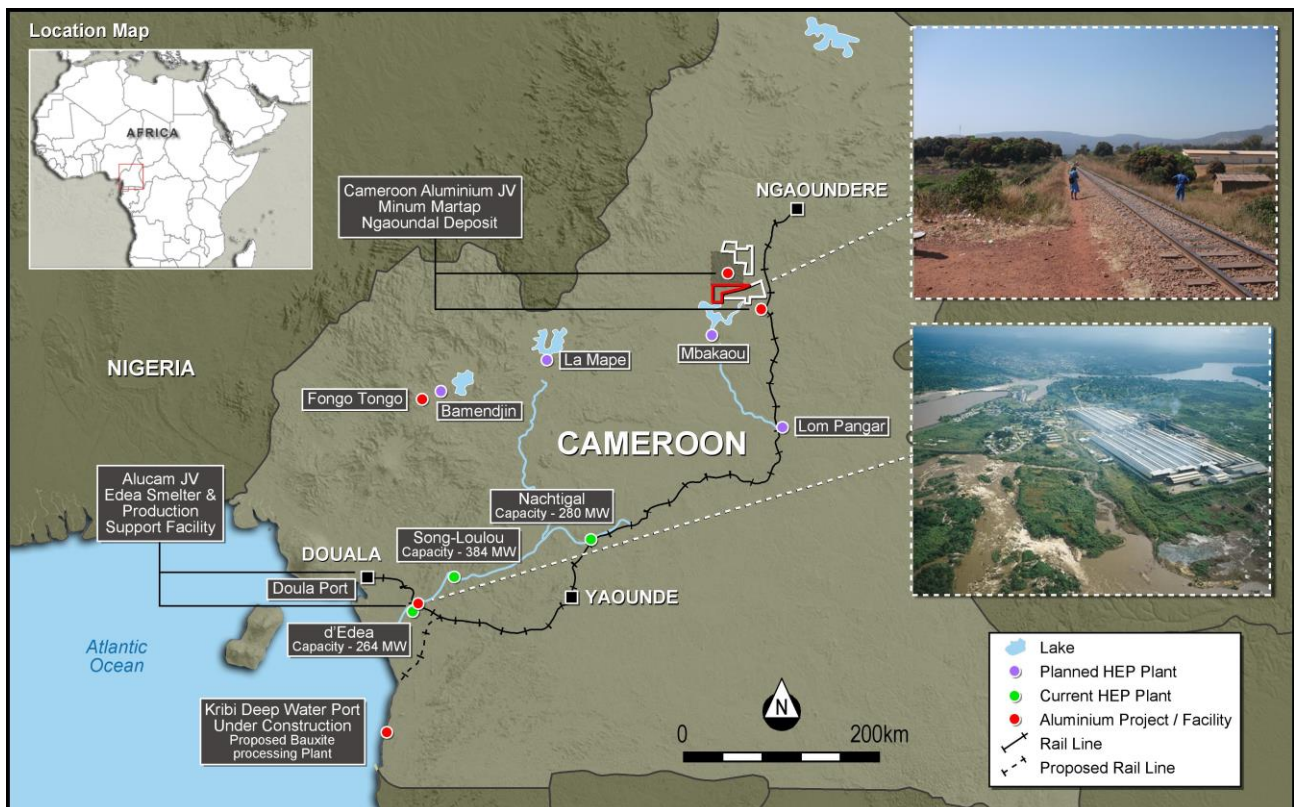 Location Map
AFRICA
Cameroon Aluminium JV
Minum Martap
Ngaoundal Deposit
NGAOUNDERE
NIGERIA
La Mape
Mbakaou
Fongo Tongo
Bamendjin
CAMEROON
Lom Pangar
Alucam JV
Edea Smelter &
Production
Support Facility
Nachtigal
Capacity - 280 MW
Song-Loulou
Capacity - 384 MW
DOUALA
Doula Port
YAOUNDE
d'Edea
Capacity - 264 MW
Atlantic
Ocean
Kribi Deep Water Port
Under Construction
Proposed Bauxite
processing Plant
N
0 200km
Lake
Planned HEP Plant
Current HEP Plant
Aluminium Project / Facility
Rail Line
Proposed Rail Line